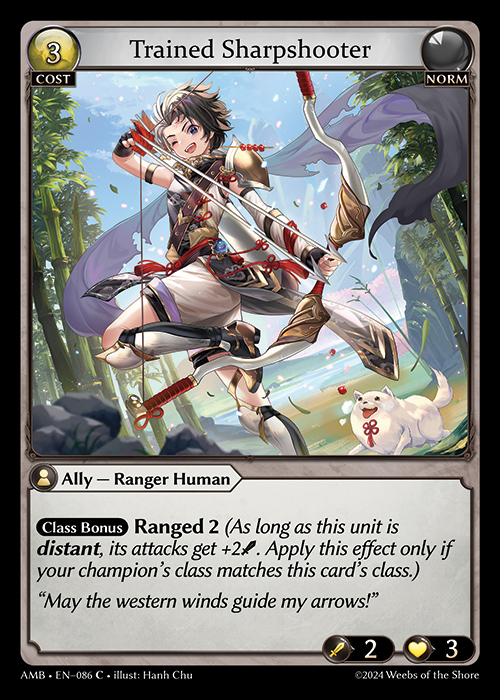 3
Trained Sharpshooter
COST
NORM
Ally — Ranger Human
Class Bonus Ranged 2 (As long as this unit is
distant, its attacks get +2. Apply this effect only if
your champion's class matches this card's class.)
“May the western winds guide my arrows!”
2
3
AMB • EN–086 C • illust: Hanh Chu
©2024 Weebs of the Shore